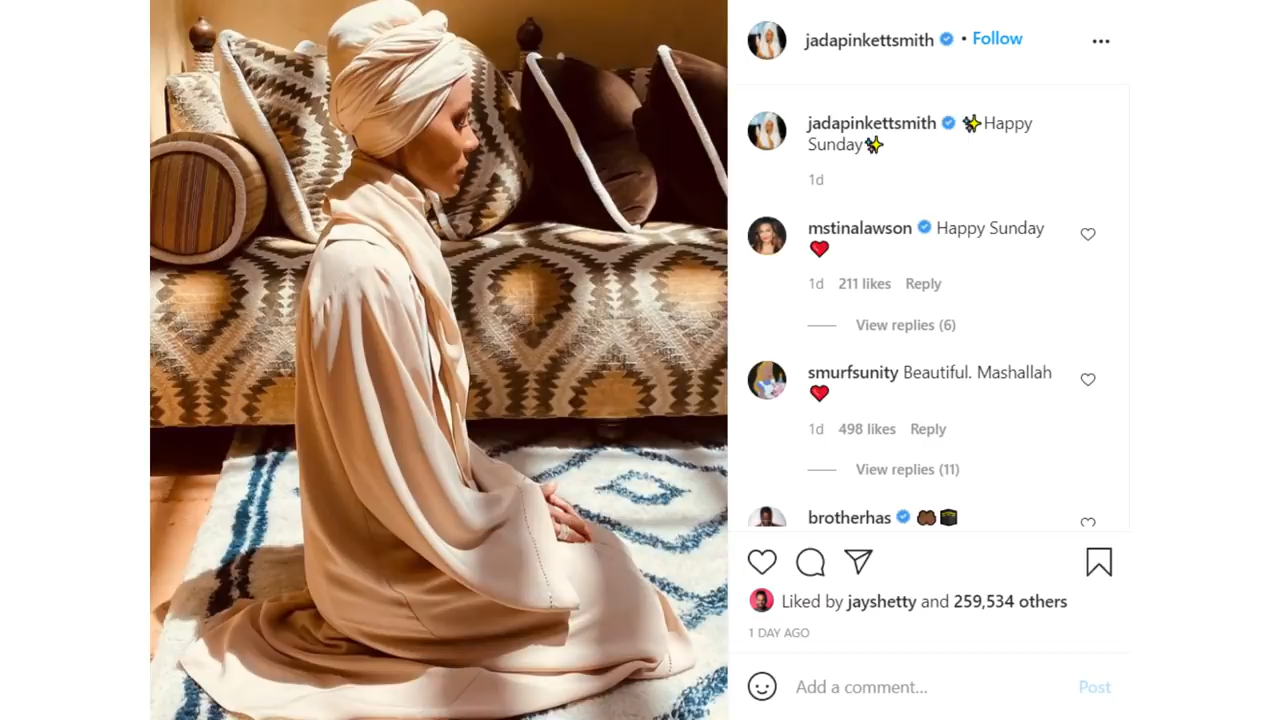 jadapinkettsmith • Follow
jadapinkettsmith ✨Happy
Sunday✨
1d
mstinalawson Happy Sunday
❤️
1d 211 likes Reply
View replies (6)
smurfsunity Beautiful. Mashallah
❤️
1d 498 likes Reply
View replies (11)
brotherhas 🤲🏾🕋
Liked by jayshetty and 259,534 others
1 DAY AGO
Add a comment... Post